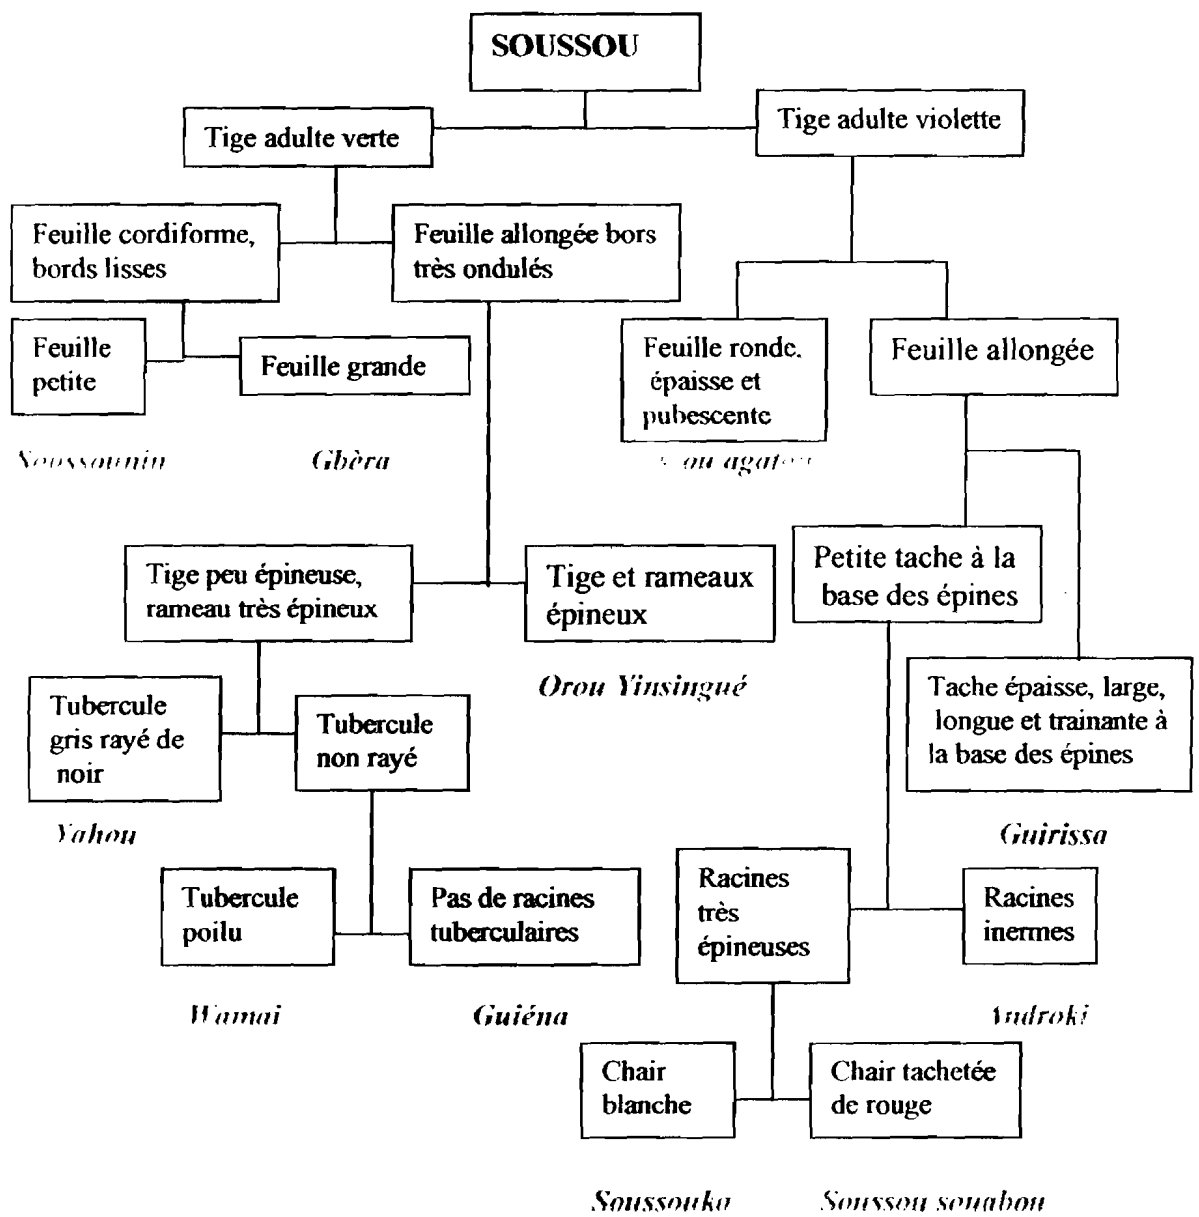 SOUSSOU
Tige adulte verte
Tige adulte violette
Feuille cordiforme,
bords lisses
Feuille allongée bors
très ondulés
Feuille
petite
Feuille grande
Feuille ronde,
épaisse et
pubescente
Feuille allongée
Soussounin
Gbèra
Tige peu épineuse,
rameau très épineux
Tige et rameaux
épineux
Petite tache à la
base des épines
Orou Yinsingué
Tache épaisse, large,
longue et trainante à
la base des épines
Tubercule
gris rayé de
noir
Tubercule
non rayé
Yahou
Guirissa
Tubercule
poilu
Pas de racines
tuberculaires
Racines
très
épineuses
Racines
inermes
Wamai
Guiéna
Androki
Chair
blanche
Chair tachetée
de rouge
Soussouka
Soussou souabou